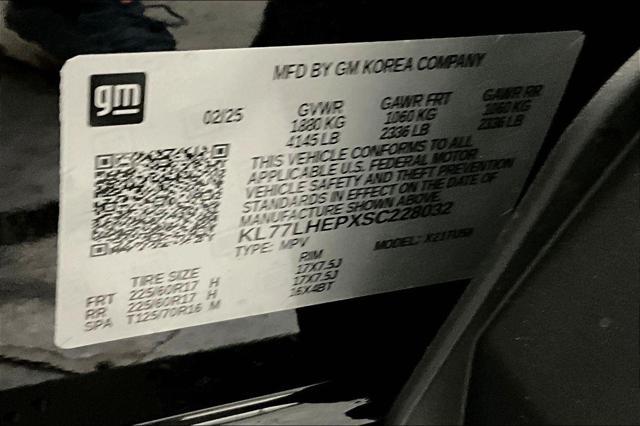 gm
MFD BY GM KOREA COMPANY
02/25 GVWR GAWR FRT GAWR RR
1880 KG 1060 KG 1060 KG
4145 LB 2336 LB 2336 LB
THIS VEHICLE CONFORMS TO ALL
APPLICABLE U.S. FEDERAL MOTOR
VEHICLE SAFETY AND THEFT PREVENTION
STANDARDS IN EFFECT ON THE DATE OF
MANUFACTURE SHOWN ABOVE.
KL77LHEPXSC228032
TYPE: MPV MODEL:
TIRE SIZE RIM
FRT 225/60R17 H 17X7.5J
RR 225/60R17 H 17X7.5J
SPA T125/70R16 M 16X4BT